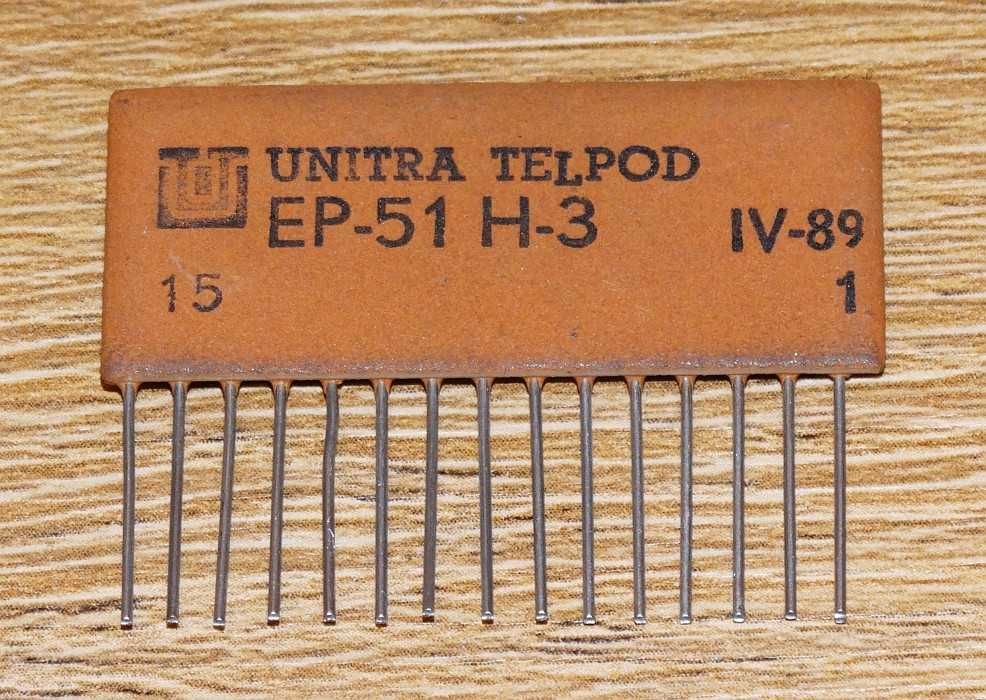 UNITRA TELPOD
EP-51 H-3 IV-89
15 1